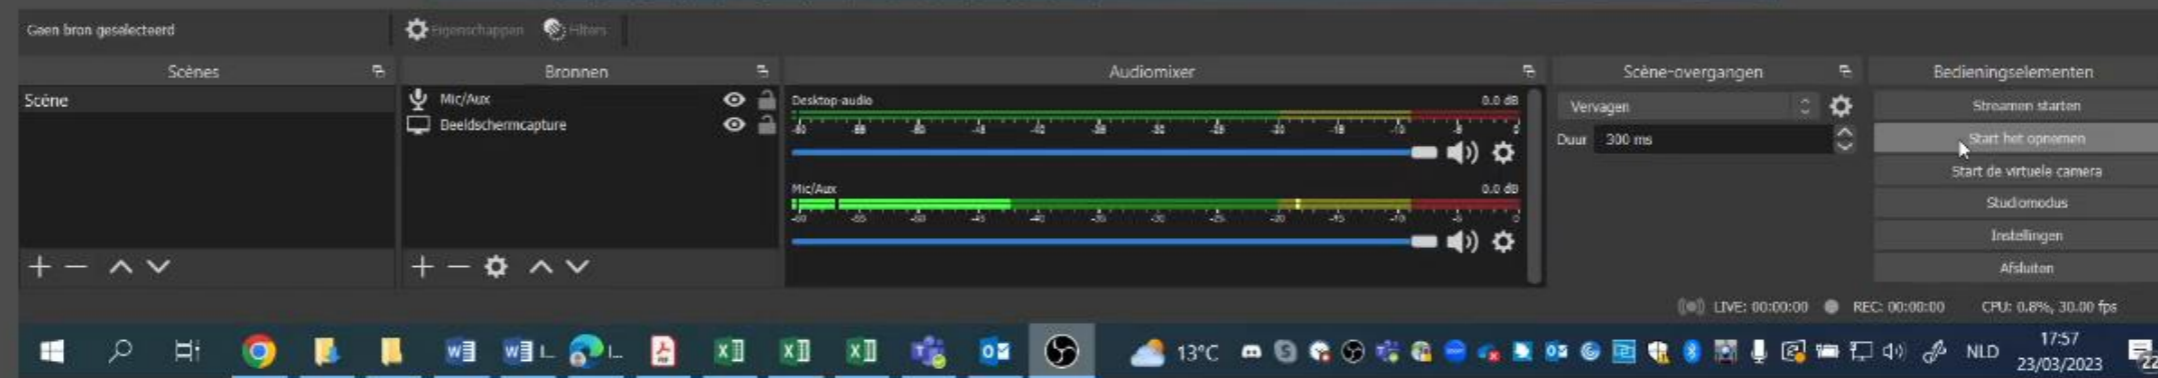 Geen bron geselecteerd
Eigenschappen
Filters
Scènes
Bronnen
Audiomixer
Scène-overgangen
Bedieningselementen
Scène
Mic/Aux
Beeldschermcapture
Desktop-audio
0.0 dB
Mic/Aux
0.0 dB
Vervagen
Duur 300 ms
Streamen starten
Start het opnemen
Start de virtuele camera
Studiomodus
Instellingen
Afsluiten
LIVE: 00:00:00
REC: 00:00:00
CPU: 0.8%, 30.00 fps
13°C
NLD
17:57
23/03/2023
22